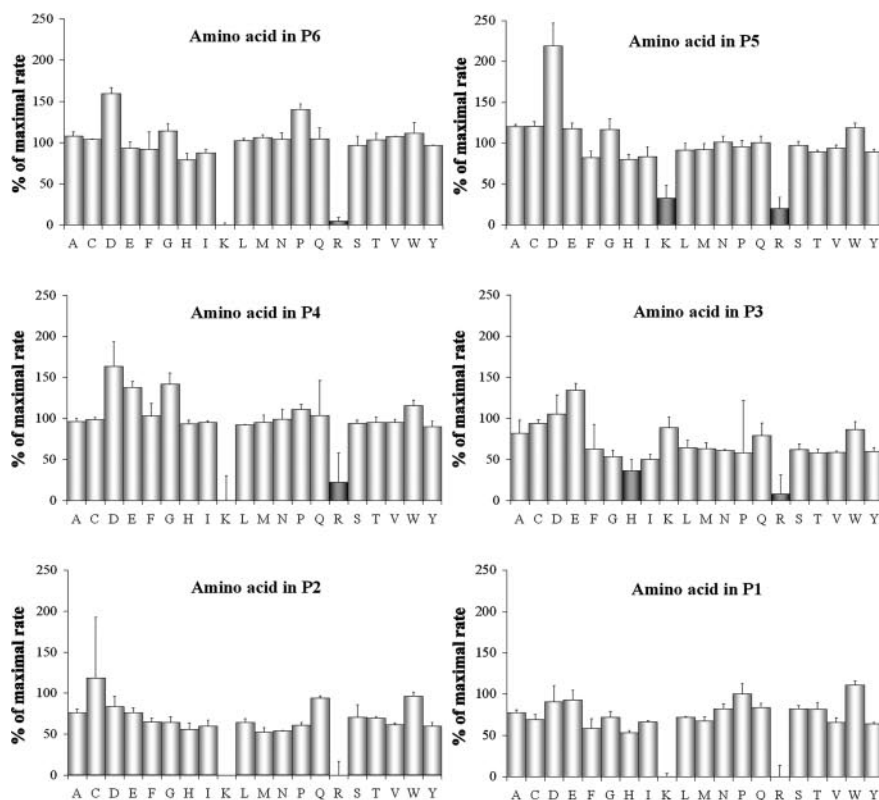 Amino acid in P6
% of maximal rate
250
200
150
100
50
0
A C D E F G H I K L M N P Q R S T V W Y
Amino acid in P5
% of maximal rate
250
200
150
100
50
0
A C D E F G H I K L M N P Q R S T V W Y
Amino acid in P4
% of maximal rate
250
200
150
100
50
0
A C D E F G H I K L M N P Q R S T V W Y
Amino acid in P3
% of maximal rate
250
200
150
100
50
0
A C D E F G H I K L M N P Q R S T V W Y
Amino acid in P2
% of maximal rate
250
200
150
100
50
0
A C D E F G H I K L M N P Q R S T V W Y
Amino acid in P1
% of maximal rate
250
200
150
100
50
0
A C D E F G H I K L M N P Q R S T V W Y